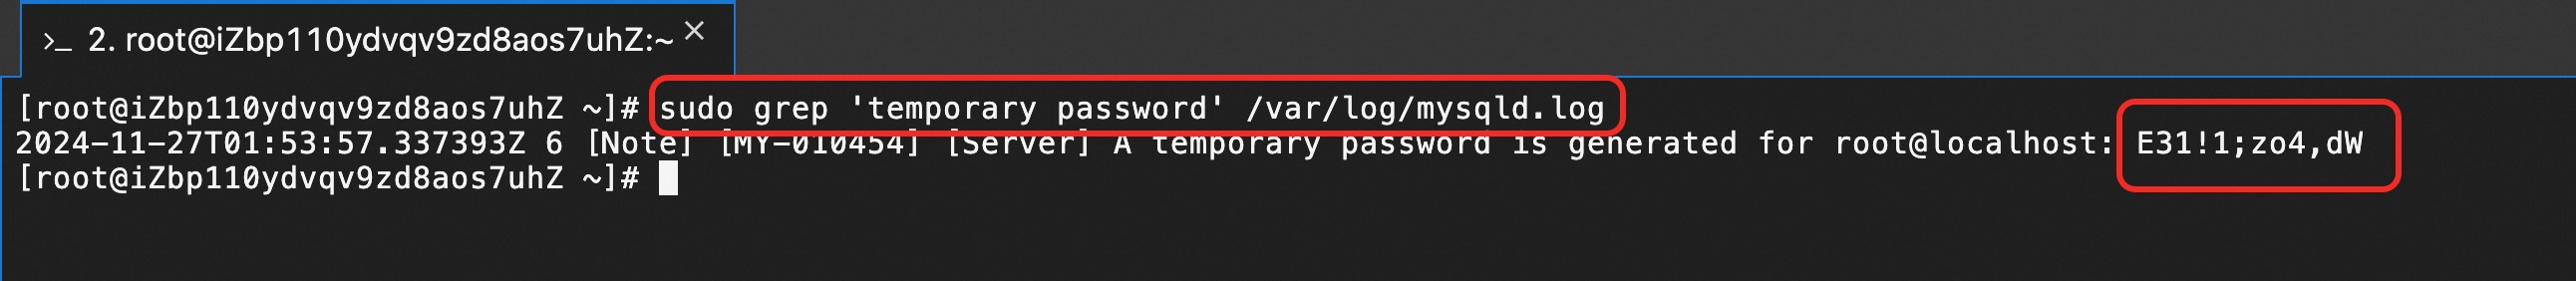 >_ 2. root@iZbp110ydvqv9zd8aos7uhZ:~ ×
[root@iZbp110ydvqv9zd8aos7uhZ ~]# sudo grep 'temporary password' /var/log/mysqld.log
2024-11-27T01:53:57.337393Z 6 [Note] [MY-010454] [Server] A temporary password is generated for root@localhost: E31!1;zo4,dW
[root@iZbp110ydvqv9zd8aos7uhZ ~]#